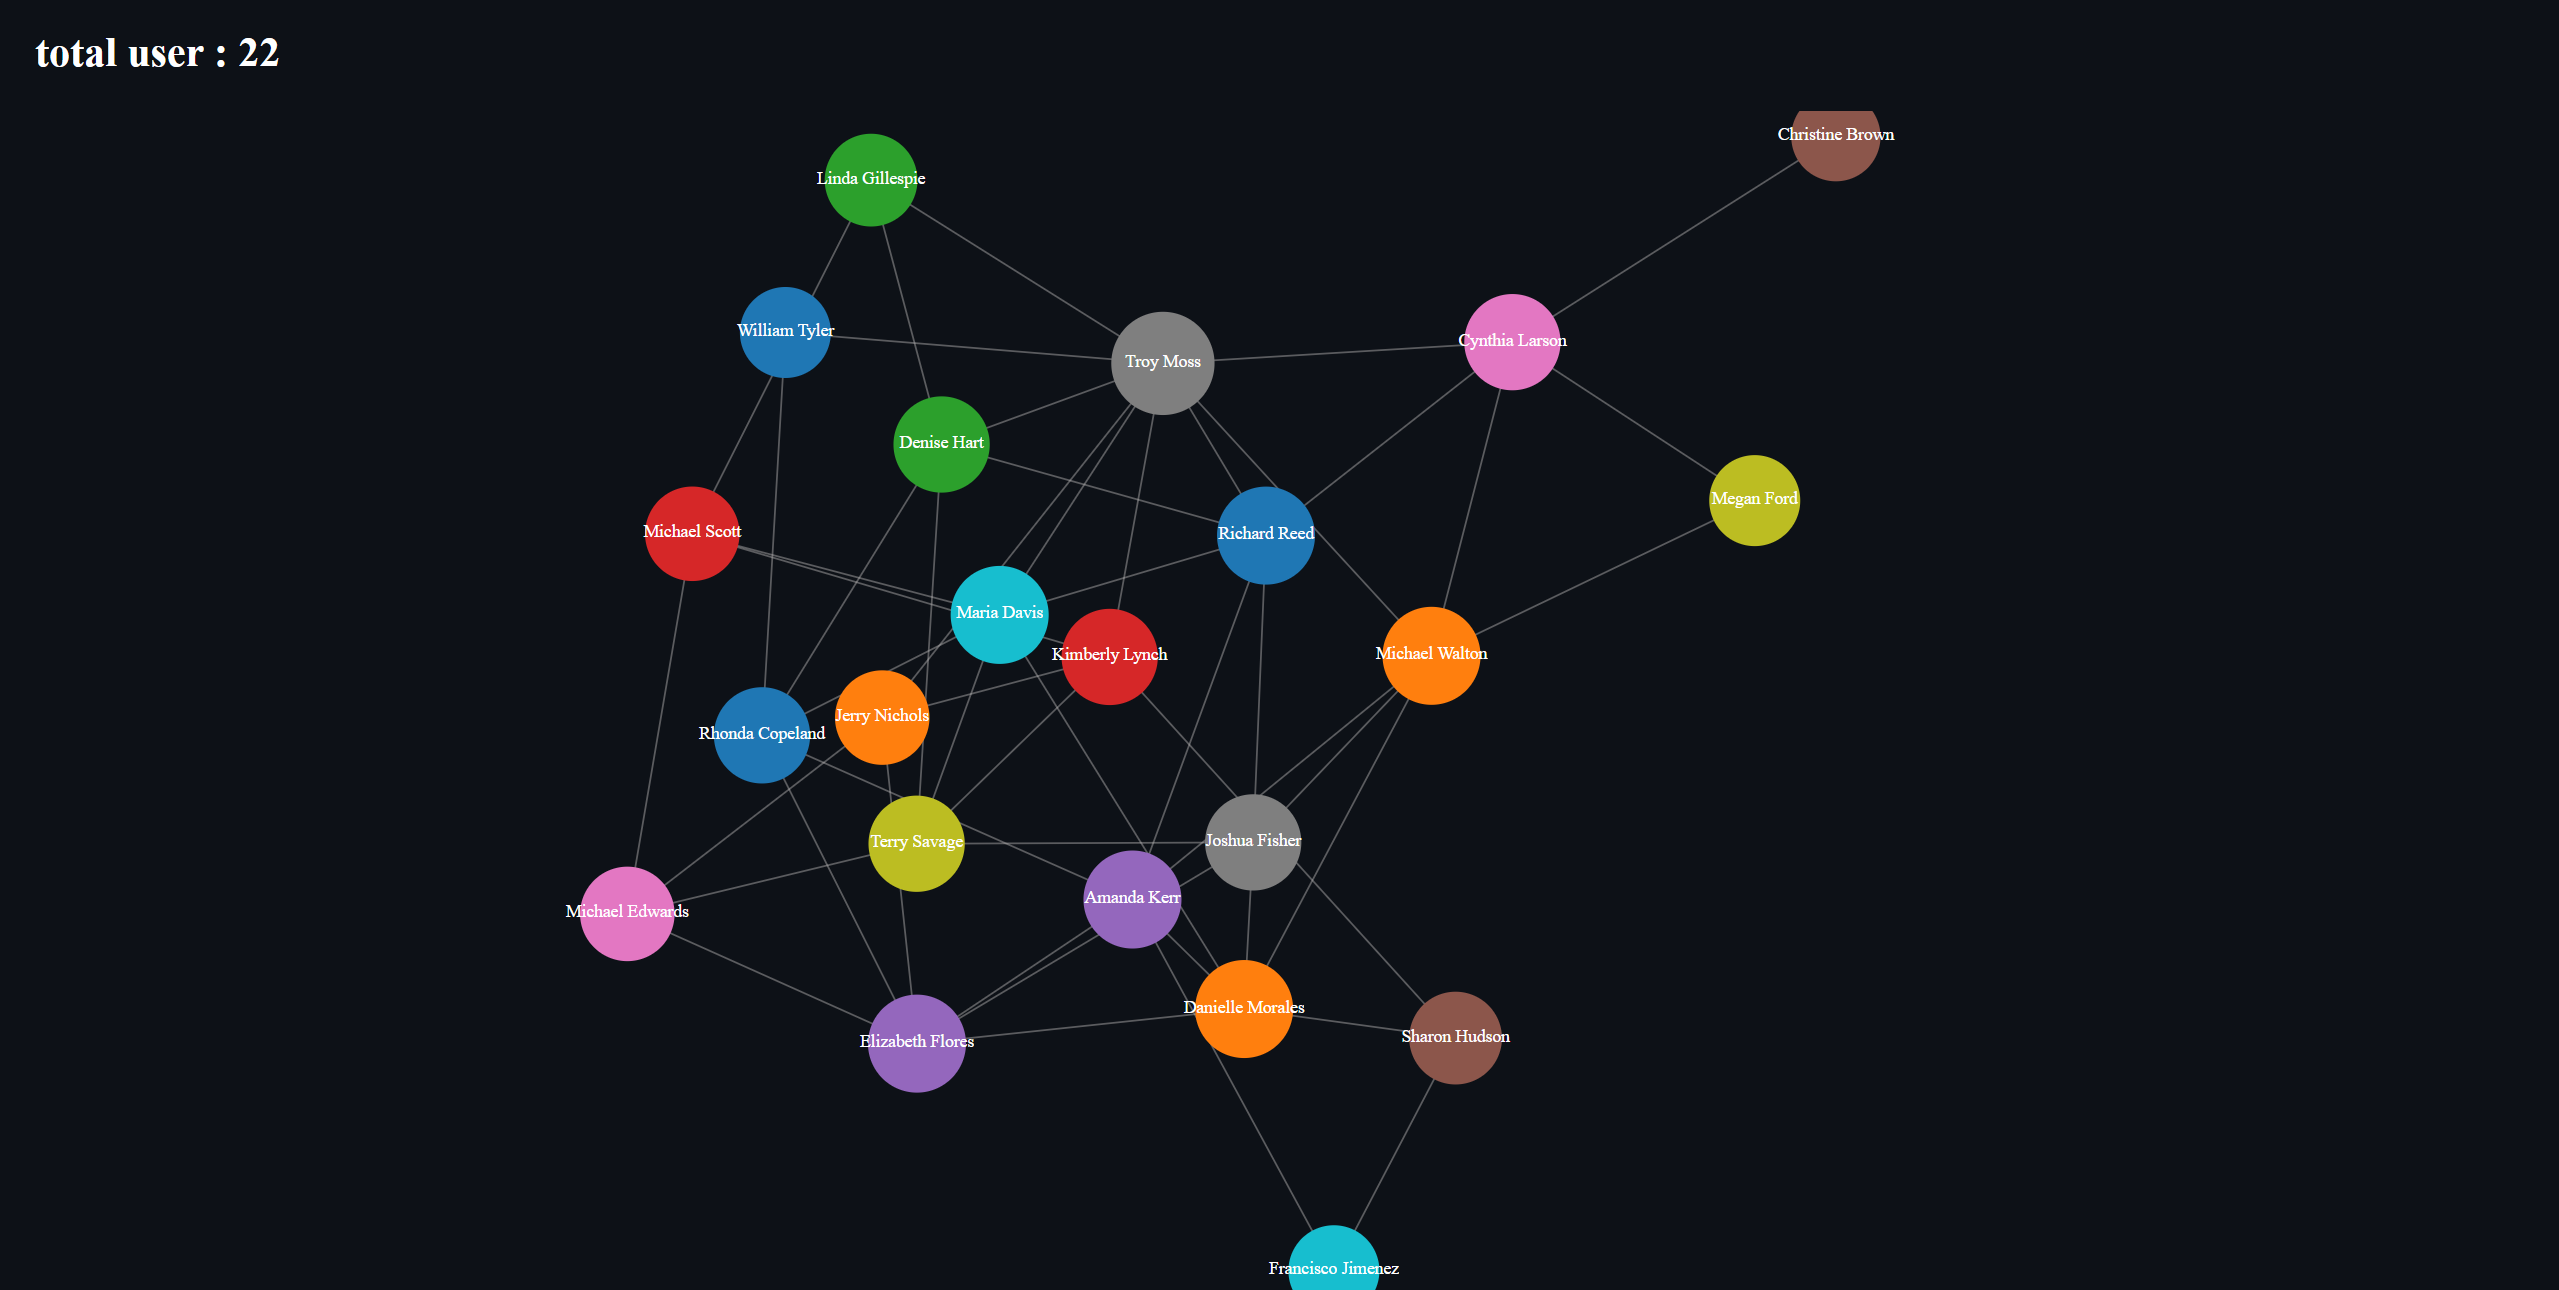 total user : 22
Christine Brown
Linda Gillespie
William Tyler
Troy Moss
Cynthia Larson
Denise Hart
Megan Ford
Michael Scott
Richard Reed
Maria Davis
Kimberly Lynch
Michael Walton
Jerry Nichols
Rhonda Copeland
Terry Savage
Joshua Fisher
Amanda Kerr
Michael Edwards
Danielle Morales
Sharon Hudson
Elizabeth Flores
Francisco Jimenez